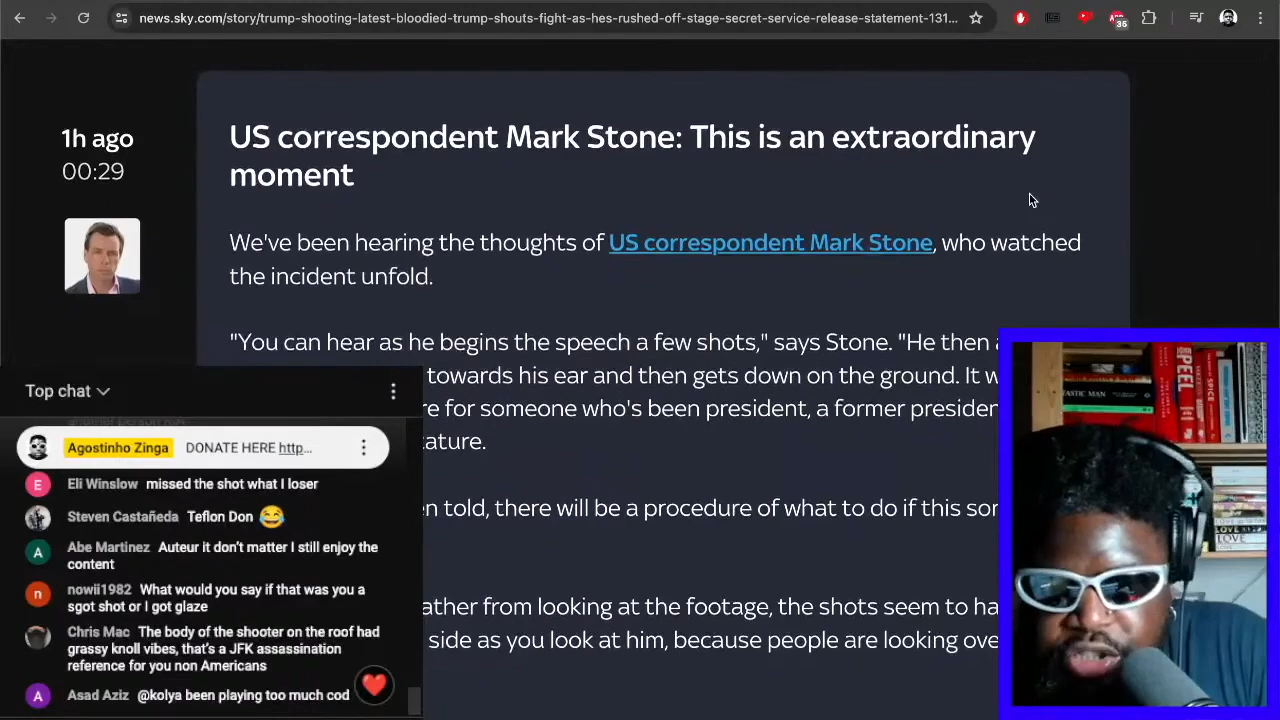 news.sky.com/story/trump-shooting-latest-bloodied-trump-shouts-fight-as-hes-rushed-off-stage-secret-service-release-statement-131...
35
1h ago
00:29
US correspondent Mark Stone: This is an extraordinary
moment
We've been hearing the thoughts of US correspondent Mark Stone, who watched
the incident unfold.
"You can hear as he begins the speech a few shots," says Stone. "He then
towards his ear and then gets down on the ground. It
for someone who's been president, a former
told, there will be a procedure of what to do if this
from looking at the footage, the shots seem to
side as you look at him, because people are looking
Top chat
Agostinho Zinga DONATE HERE http...
Eli Winslow missed the shot what I loser
Steven Castañeda Teflon Don 😂
Abe Martinez Auteur it don't matter I still enjoy the
content
nowii1982 What would you say if that was you a
sgot shot or I got glaze
Chris Mac The body of the shooter on the roof had
grassy knoll vibes, that's a JFK assassination
reference for you non Americans
Asad Aziz @kolya been playing too much cod
PEEL
SPICE
LOVE